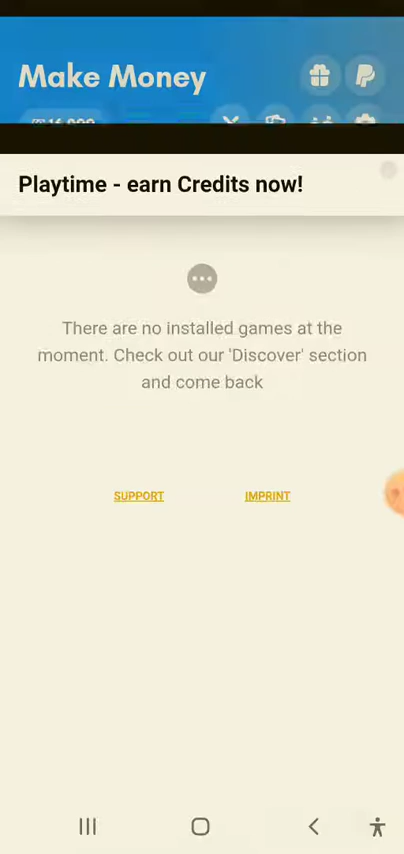 Make Money
Playtime - earn Credits now!
There are no installed games at the
moment. Check out our 'Discover' section
and come back
SUPPORT
IMPRINT